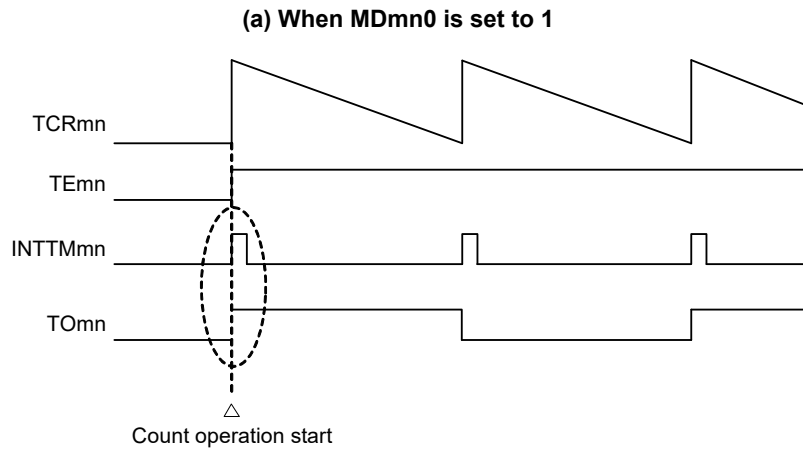 (a) When MDmn0 is set to 1
TCRmn
TEmn
INTTMmn
TOmn
Count operation start